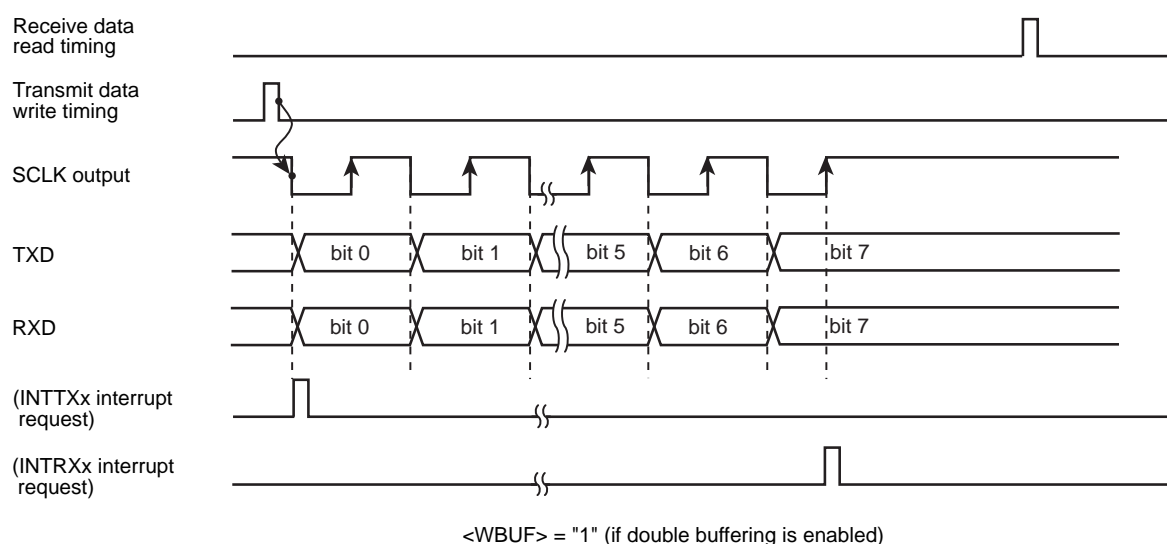 Receive data
read timing
Transmit data
write timing
SCLK output
TXD
bit 0
bit 1
bit 5
bit 6
bit 7
RXD
bit 0
bit 1
bit 5
bit 6
bit 7
(INTTXx interrupt
request)
(INTRXx interrupt
request)
<WBUF> = "1" (if double buffering is enabled)